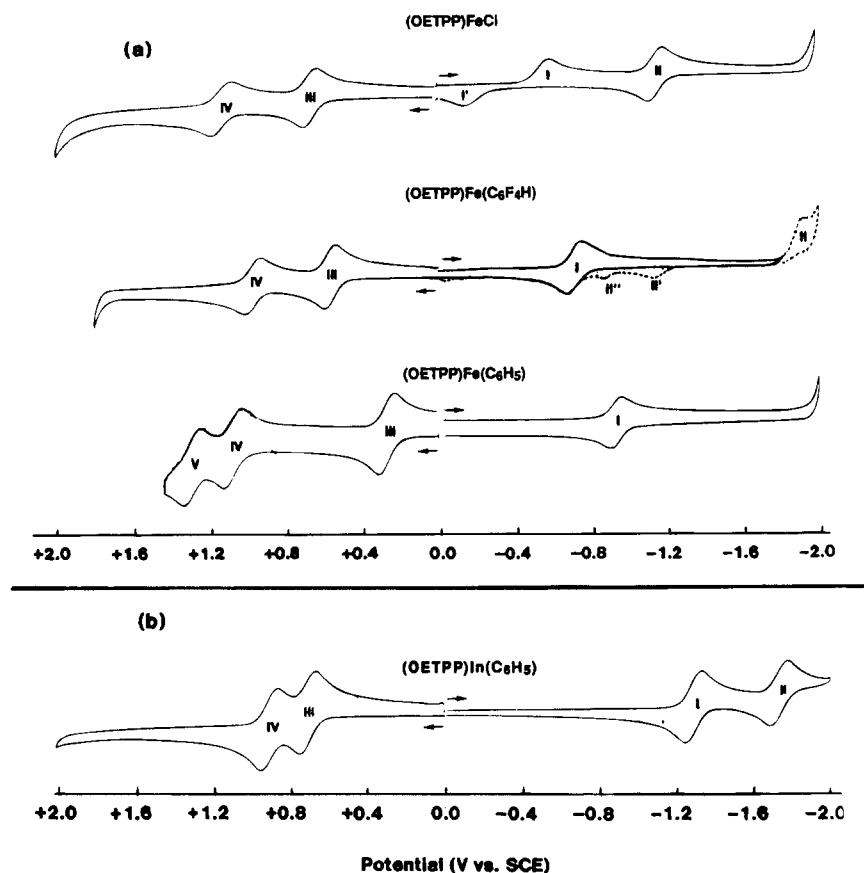 (OETPP)FeCl
(a)
IV III I' I II
(OETPP)Fe(C₆F₄H)
IV III I II'' II' II
(OETPP)Fe(C₆H₅)
V IV III I
+2.0 +1.6 +1.2 +0.8 +0.4 0.0 −0.4 −0.8 −1.2 −1.6 −2.0
(b)
(OETPP)In(C₆H₅)
IV III I II
+2.0 +1.6 +1.2 +0.8 +0.4 0.0 −0.4 −0.8 −1.2 −1.6 −2.0
Potential (V vs. SCE)